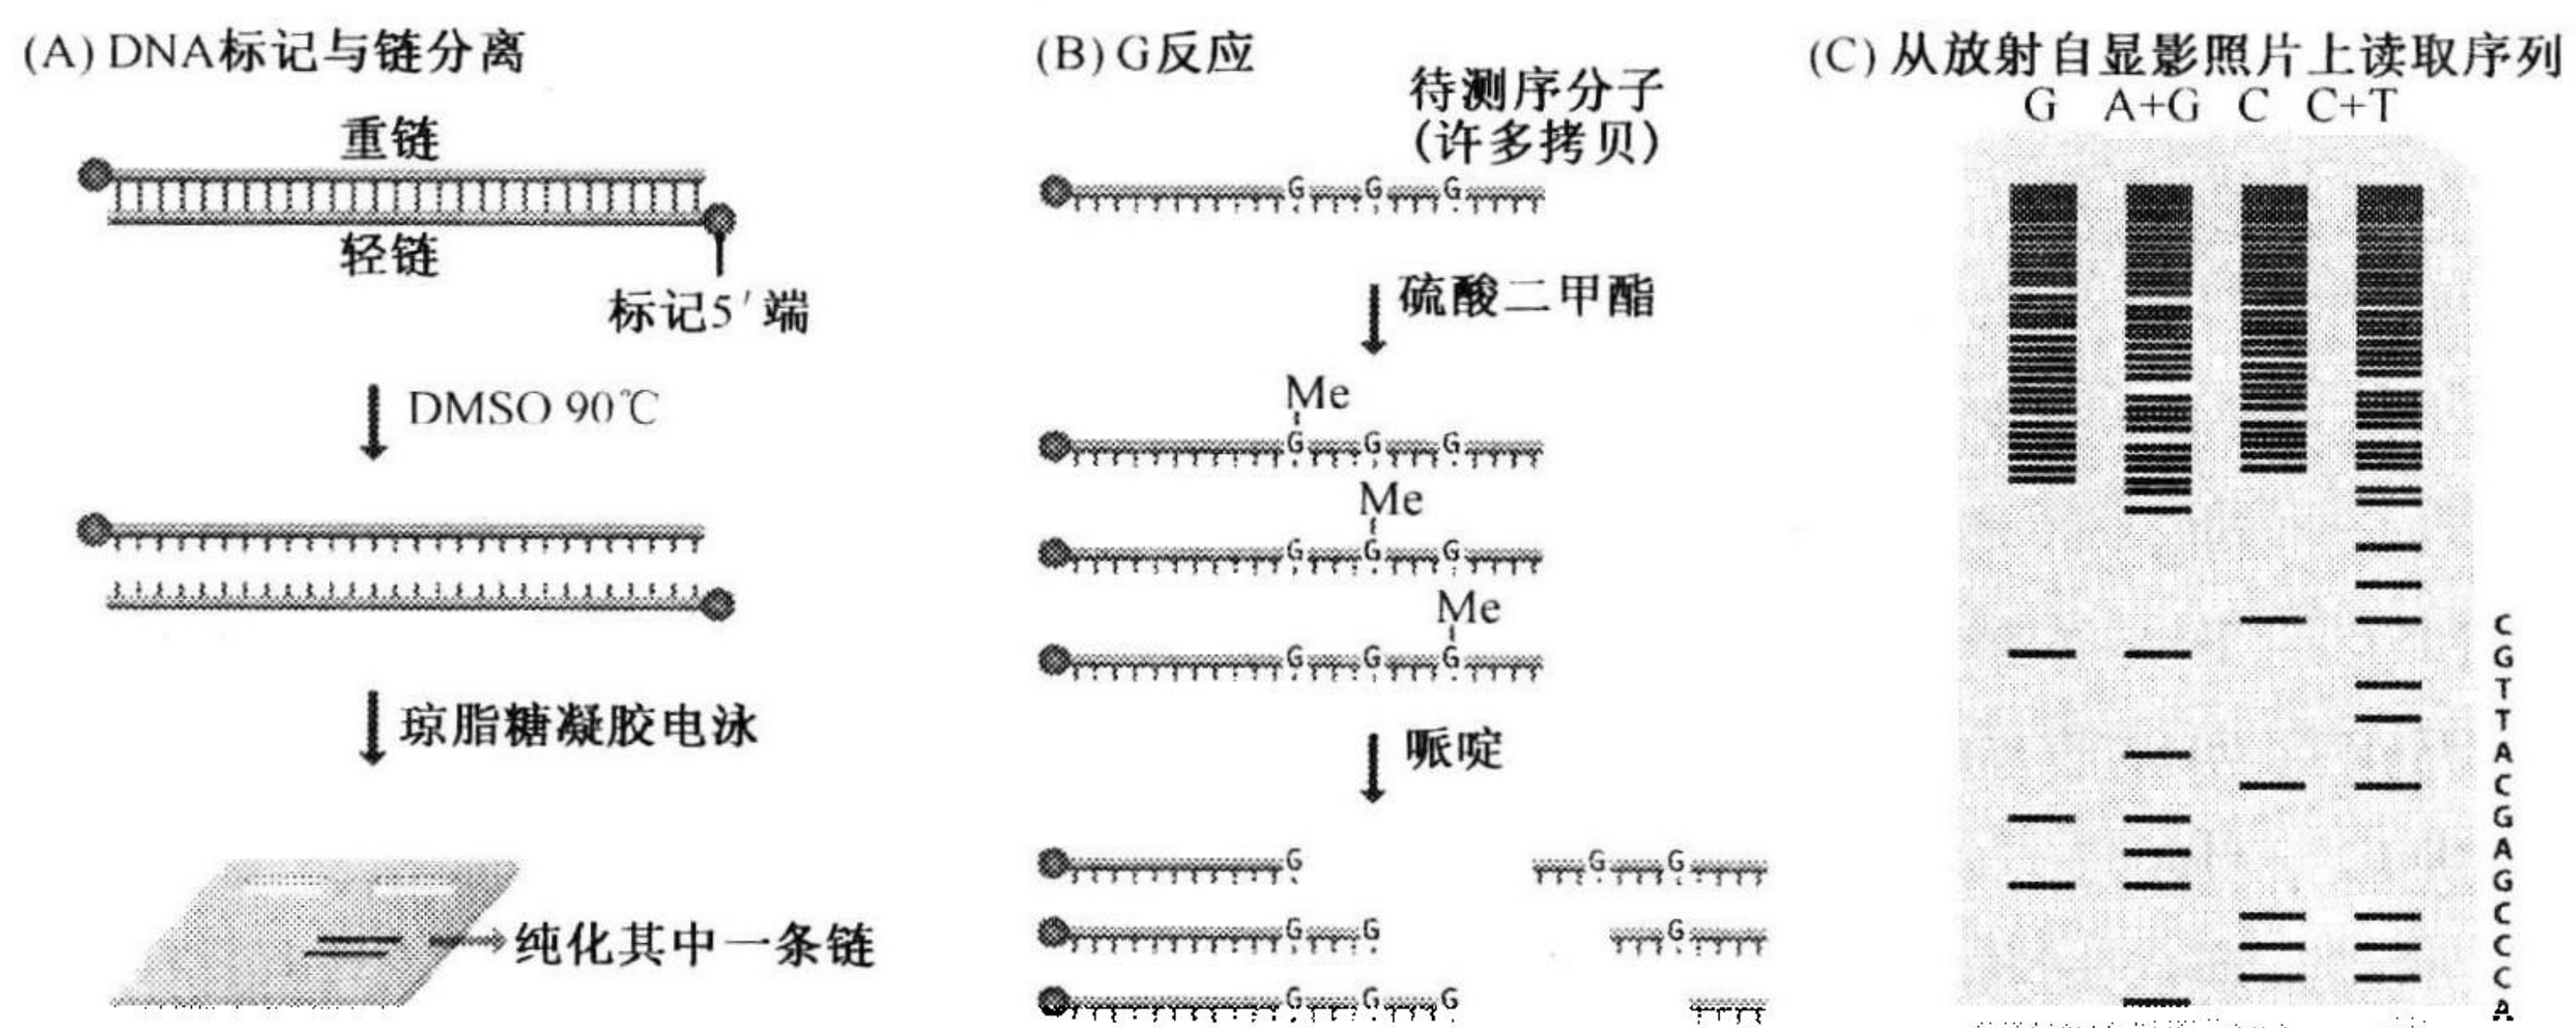 (A) DNA标记与链分离
重链
轻链
标记5′端
DMSO 90℃
琼脂糖凝胶电泳
纯化其中一条链
(B) G反应
待测序分子
(许多拷贝)
G G G
硫酸二甲酯
Me
G G G
Me
G G G
Me
G G G
哌啶
G G G
G G G
G G G
(C) 从放射自显影照片上读取序列
G A+G C C+T
C
G
T
T
A
C
G
A
G
C
C
C
A